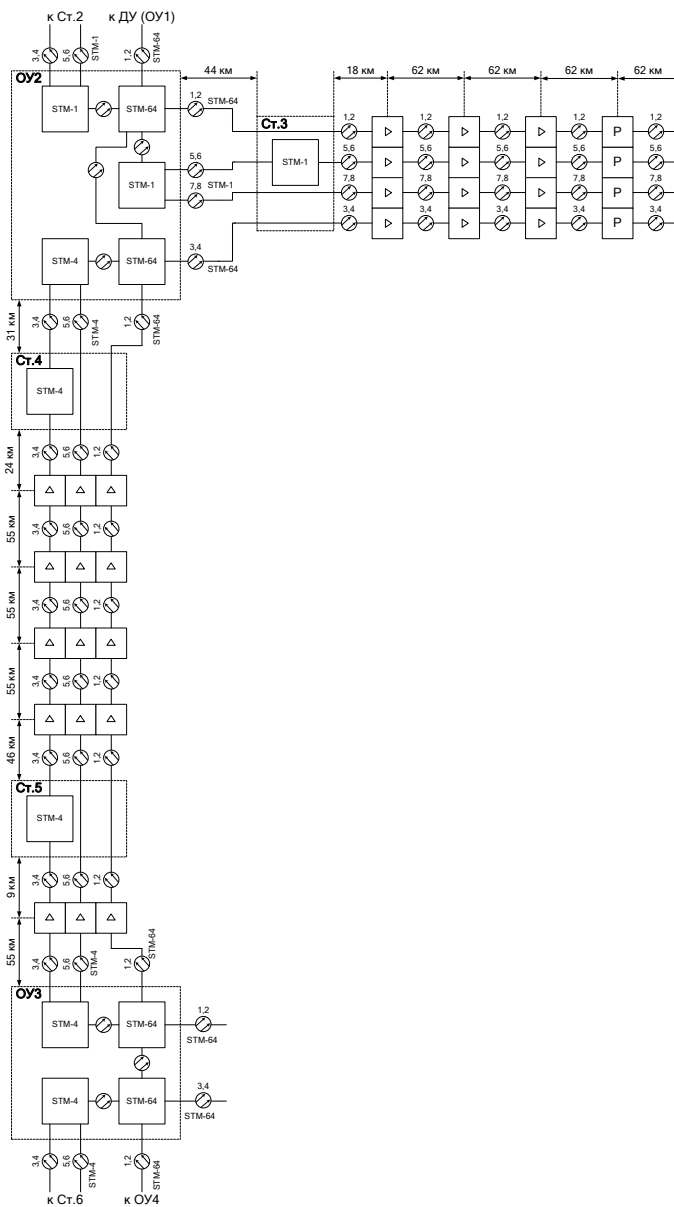 к Ст.2 к ДУ (ОУ1)
3,4 5,6 STM-1 1,2 STM-64
ОУ2 44 км 18 км 62 км 62 км 62 км 62 км
STM-1 STM-64 1,2 STM-64
Ст.3 1,2 1,2 1,2 1,2 P 1,2
STM-1 5,6 STM-1 5,6 5,6 5,6 5,6 P 5,6
STM-1 7,8 7,8 7,8 7,8 7,8 P 7,8
3,4 3,4 3,4 3,4 P 3,4
STM-4 STM-64 3,4
STM-64
31 км 3,4 5,6 STM-4 1,2 STM-64
Ст.4
STM-4
24 км 3,4 5,6 1,2
55 км 3,4 5,6 1,2
55 км 3,4 5,6 1,2
55 км 3,4 5,6 1,2
46 км 3,4 5,6 1,2
Ст.5
STM-4
9 км 3,4 5,6 1,2
55 км 3,4 5,6 STM-4 1,2 STM-64
ОУ3
STM-4 STM-64 1,2
STM-64
STM-4 STM-64 3,4
STM-64
3,4 5,6 STM-4 1,2 STM-64
к Ст.6 к ОУ4